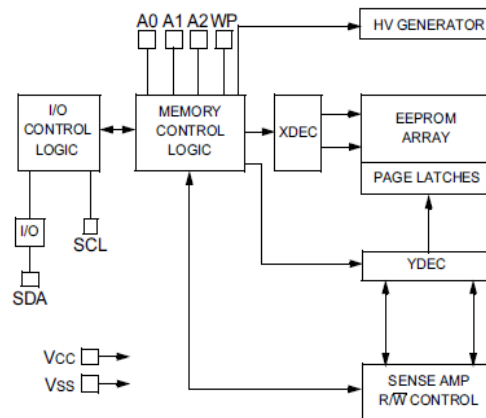 A0 A1 A2 WP
HV GENERATOR
I/O
CONTROL
LOGIC
MEMORY
CONTROL
LOGIC
XDEC
EEPROM
ARRAY
PAGE LATCHES
I/O
SCL
SDA
YDEC
Vcc
Vss
SENSE AMP
R/W̅ CONTROL